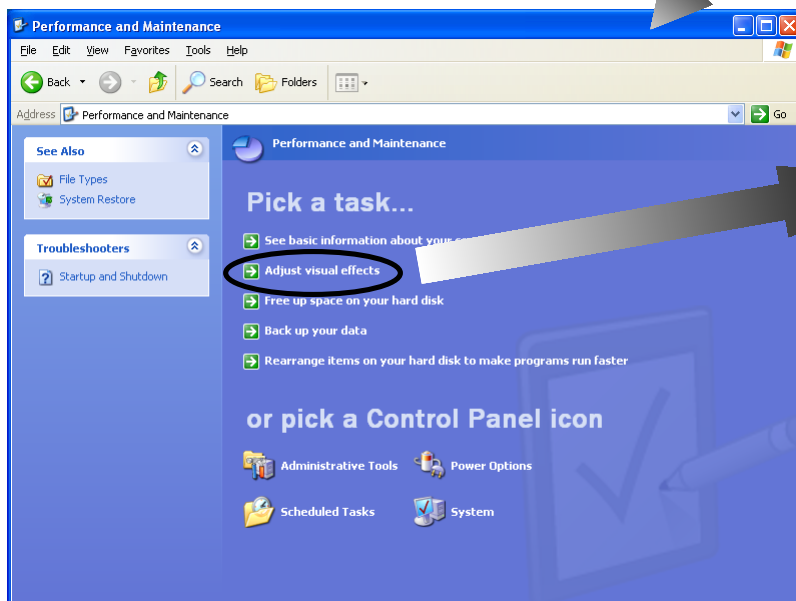 Performance and Maintenance
File Edit View Favorites Tools Help
Back Search Folders
Address Performance and Maintenance Go
See Also
File Types
System Restore
Troubleshooters
Startup and Shutdown
Performance and Maintenance
Pick a task...
See basic information about your
Adjust visual effects
Free up space on your hard disk
Back up your data
Rearrange items on your hard disk to make programs run faster
or pick a Control Panel icon
Administrative Tools Power Options
Scheduled Tasks System